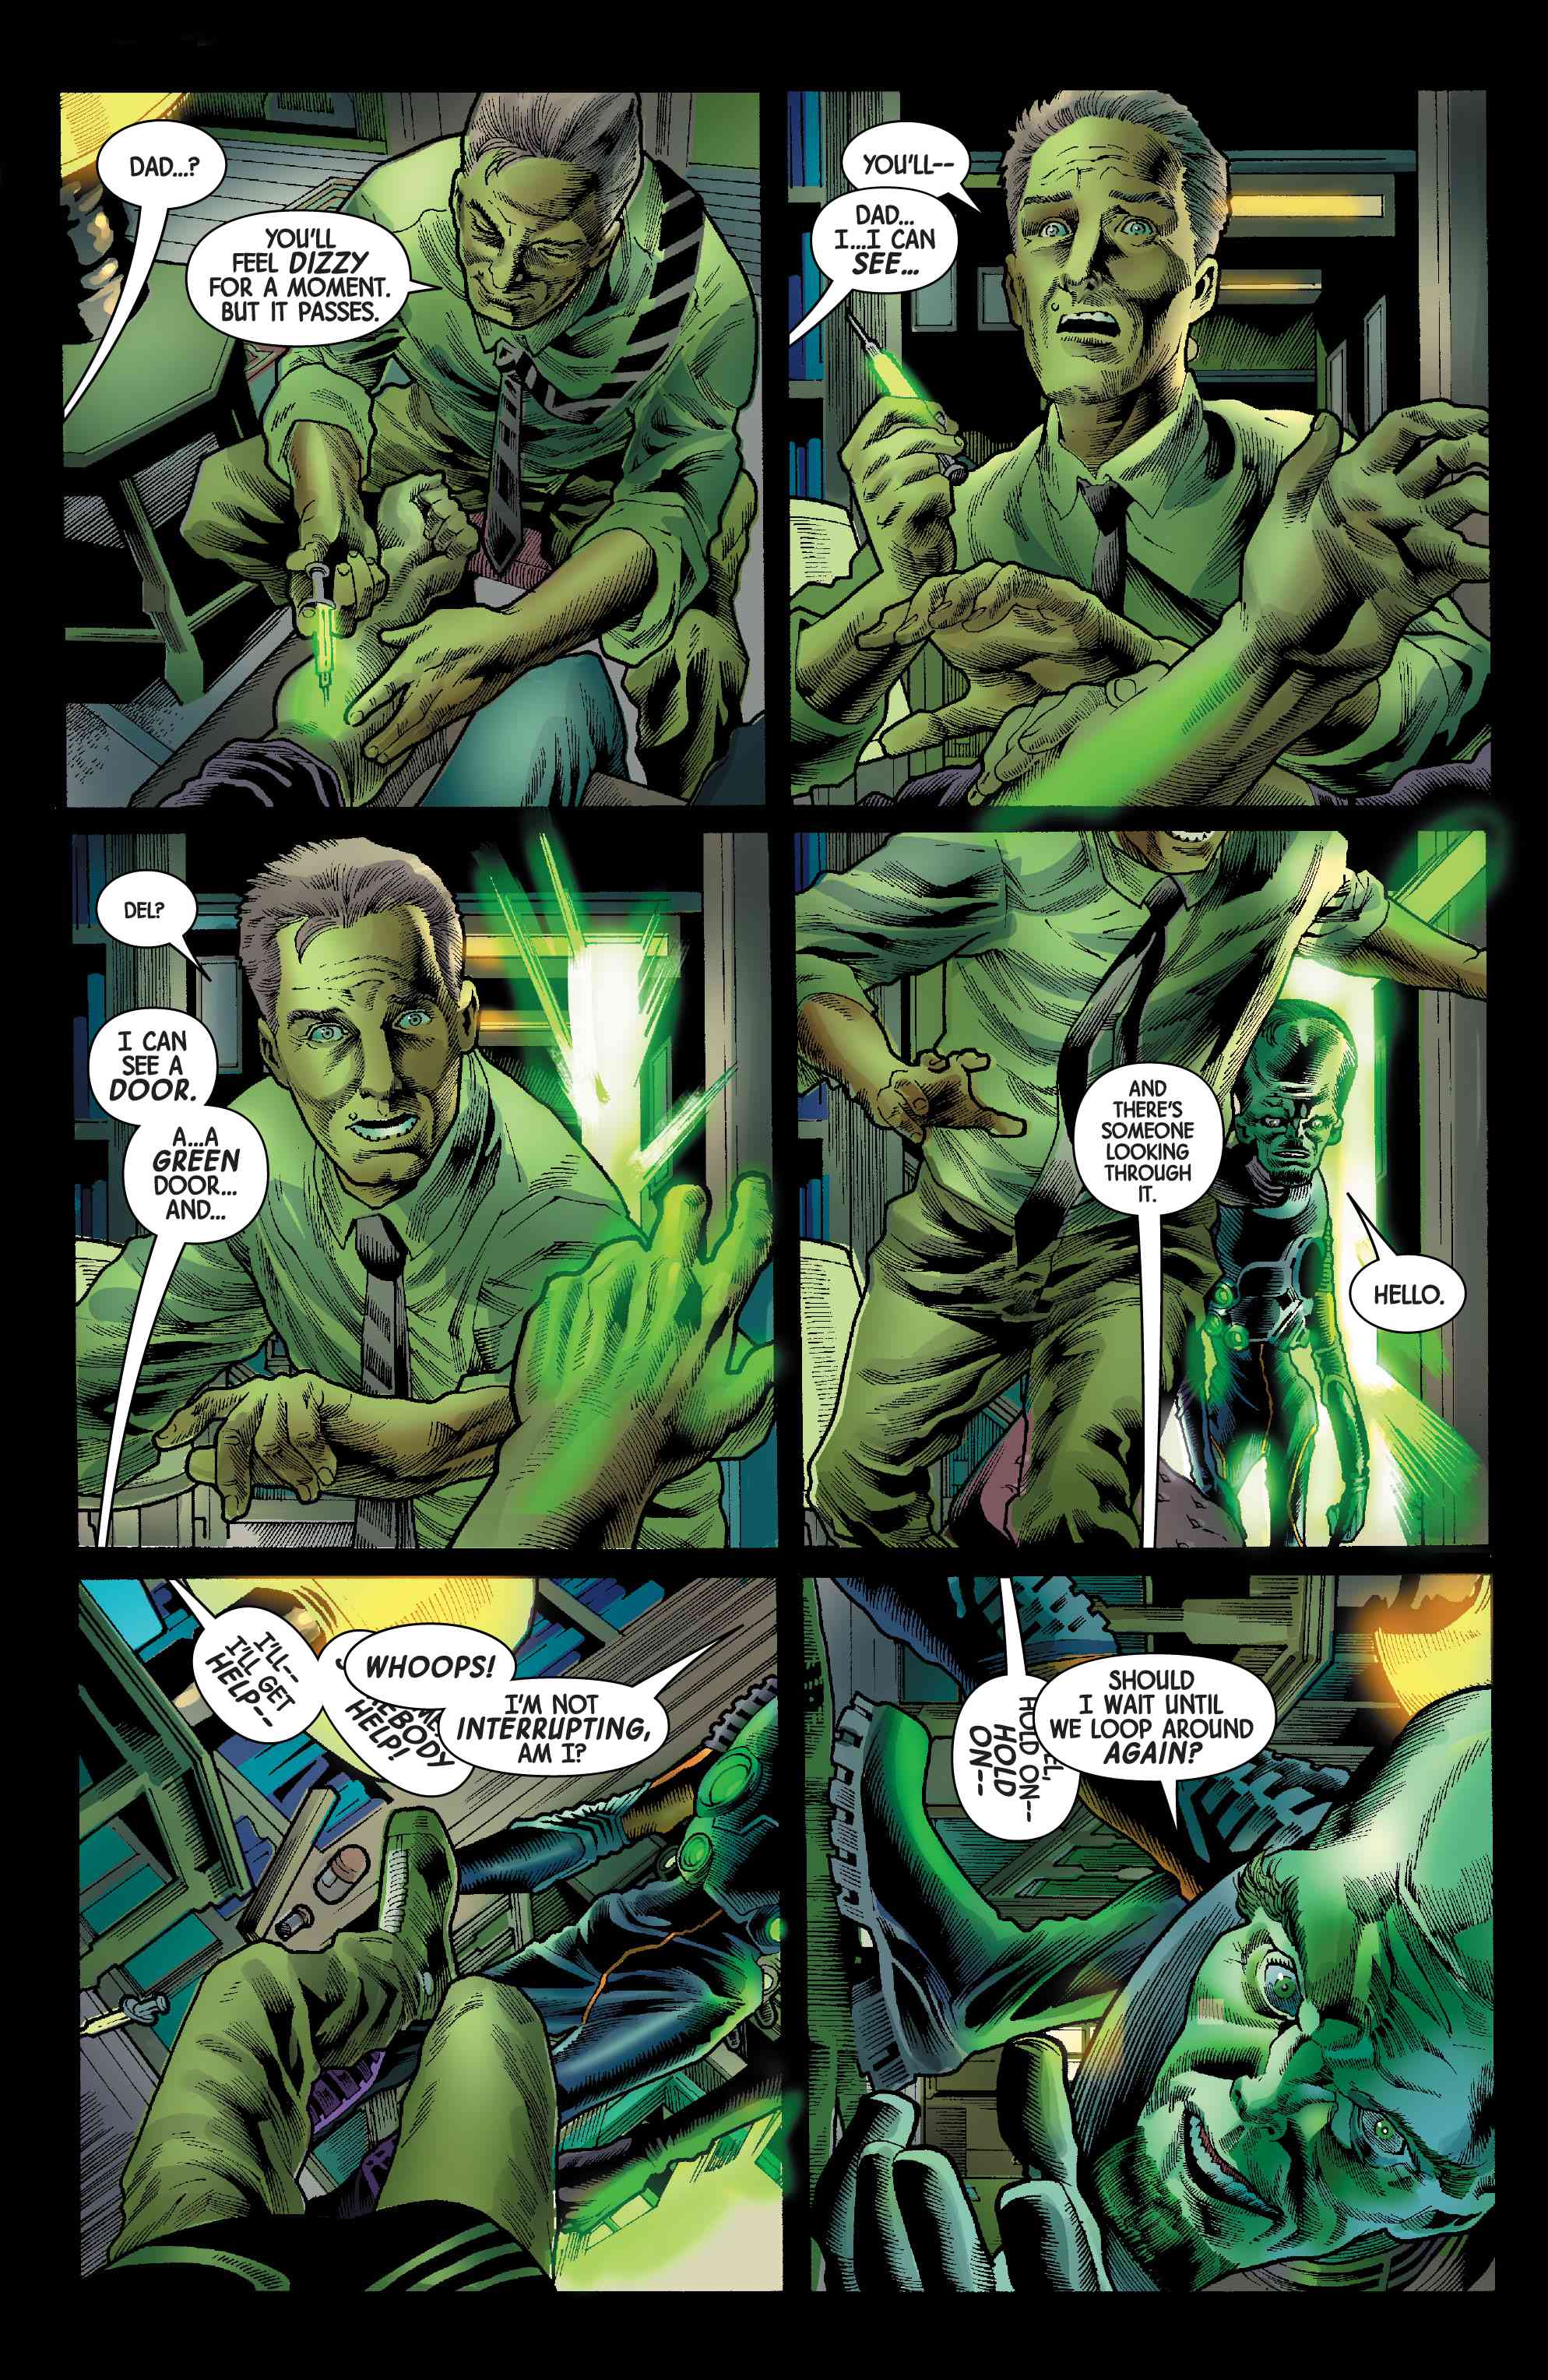 DAD...?
YOU'LL
FEEL DIZZY
FOR A MOMENT.
BUT IT PASSES.
YOU'LL--
DAD...
I...I CAN
SEE...
DEL?
I CAN
SEE A
DOOR.
A...A
GREEN
DOOR...
AND...
AND
THERE'S
SOMEONE
LOOKING
THROUGH
IT.
HELLO.
I'LL--
I'LL GET
HELP--
EBODY
HELP!
WHOOPS!
I'M NOT
INTERRUPTING,
AM I?
HOLD ON--
HOLD
ON--
SHOULD
I WAIT UNTIL
WE LOOP AROUND
AGAIN?